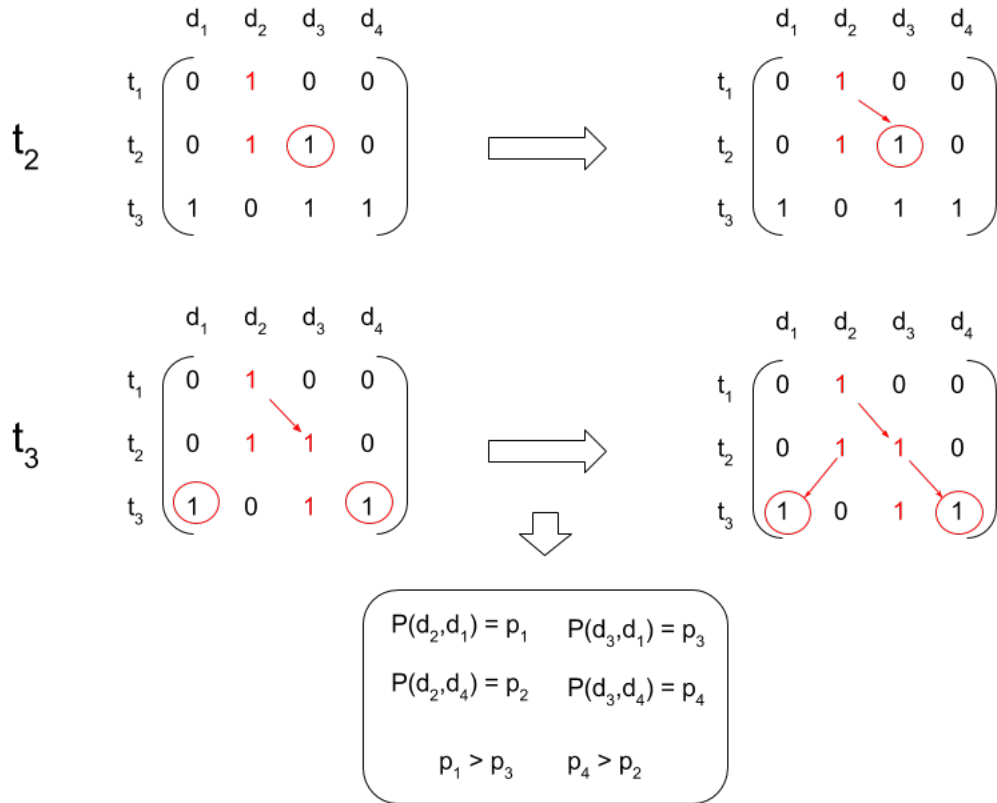 d₁ d₂ d₃ d₄ d₁ d₂ d₃ d₄
t₁ 0 1 0 0 t₁ 0 1 0 0
t₂ t₂ 0 1 1 0 t₂ 0 1 1 0
t₃ 1 0 1 1 t₃ 1 0 1 1
d₁ d₂ d₃ d₄ d₁ d₂ d₃ d₄
t₁ 0 1 0 0 t₁ 0 1 0 0
t₃ t₂ 0 1 1 0 t₂ 0 1 1 0
t₃ 1 0 1 1 t₃ 1 0 1 1
P(d₂,d₁) = p₁ P(d₃,d₁) = p₃
P(d₂,d₄) = p₂ P(d₃,d₄) = p₄
p₁ > p₃ p₄ > p₂